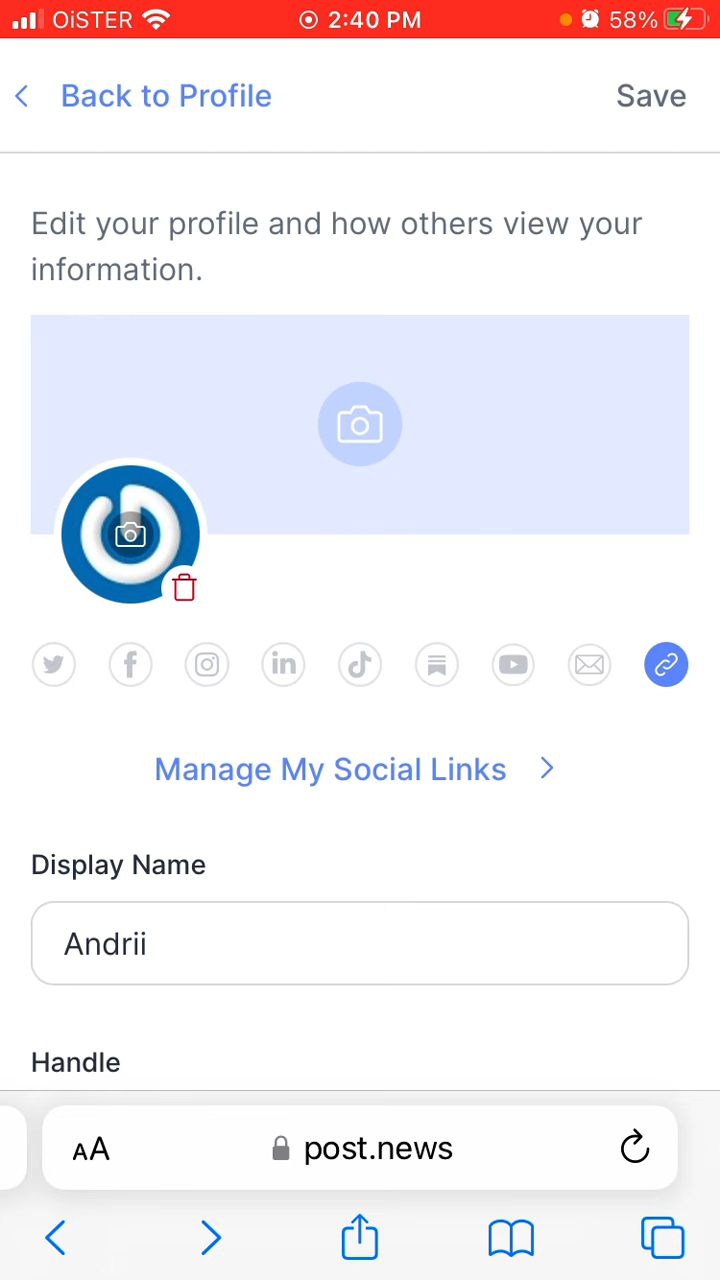 OiSTER 2:40 PM 58%
Back to Profile Save
Edit your profile and how others view your
information.
Manage My Social Links
Display Name
Andrii
Handle
AA post.news